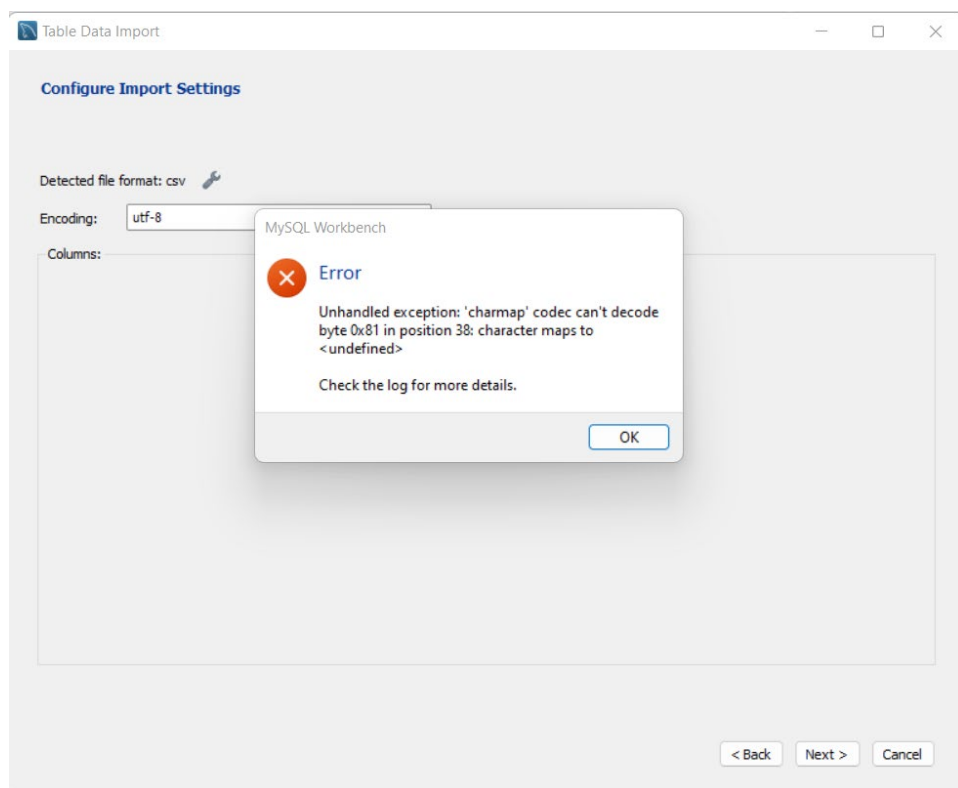 Table Data Import
Configure Import Settings
Detected file format: csv
Encoding:
utf-8
Columns:
MySQL Workbench
Error
Unhandled exception: 'charmap' codec can't decode
byte 0x81 in position 38: character maps to
<undefined>
Check the log for more details.
OK
< Back
Next >
Cancel